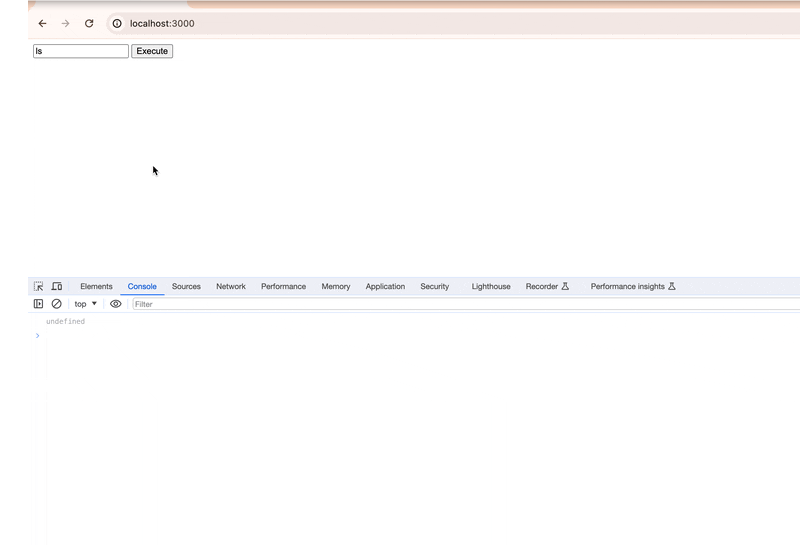 localhost:3000
ls Execute
Elements Console Sources Network Performance Memory Application Security Lighthouse Recorder Performance insights
top Filter
undefined